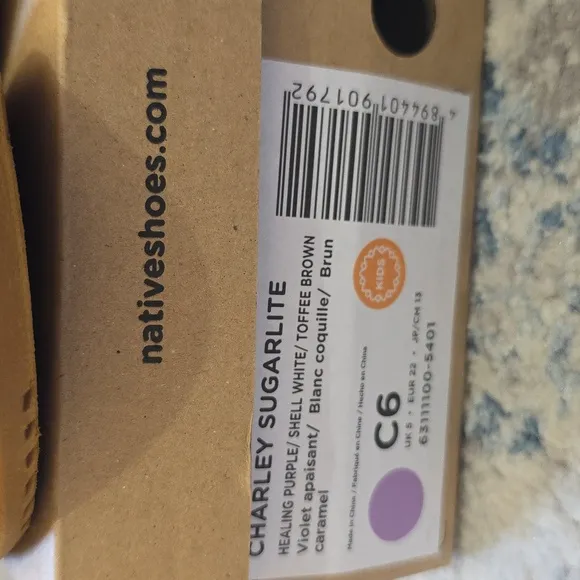 nativeshoes.com
CHARLEY SUGARLITE
HEALING PURPLE/ SHELL WHITE/ TOFFEE BROWN
Violet apaisant/ Blanc coquille/ Brun
caramel
Made in China / Fabriqué en Chine / Hecho en China
C6
UK 5 • EUR 22 • JP/CM 13
63111100-5401
KIDS
4 894401 901792